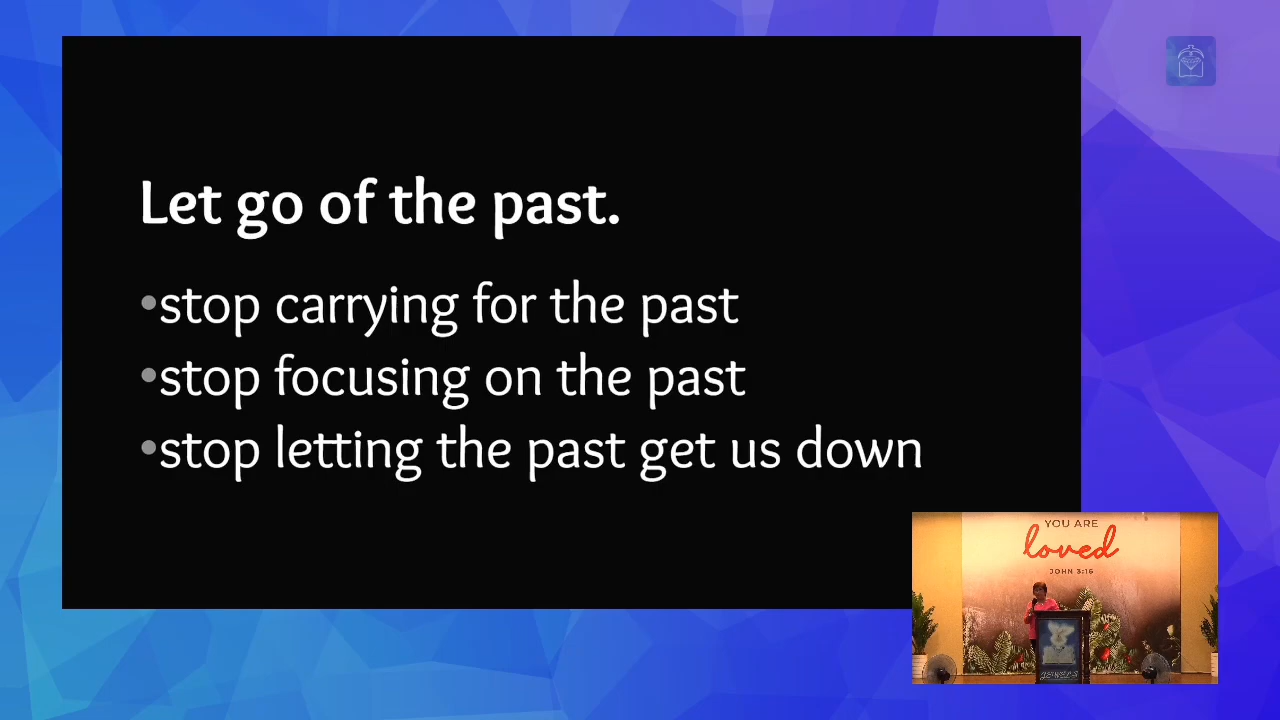 Let go of the past.
•stop carrying for the past
•stop focusing on the past
•stop letting the past get us down
YOU ARE
loved
JOHN 3:16
JEWELS